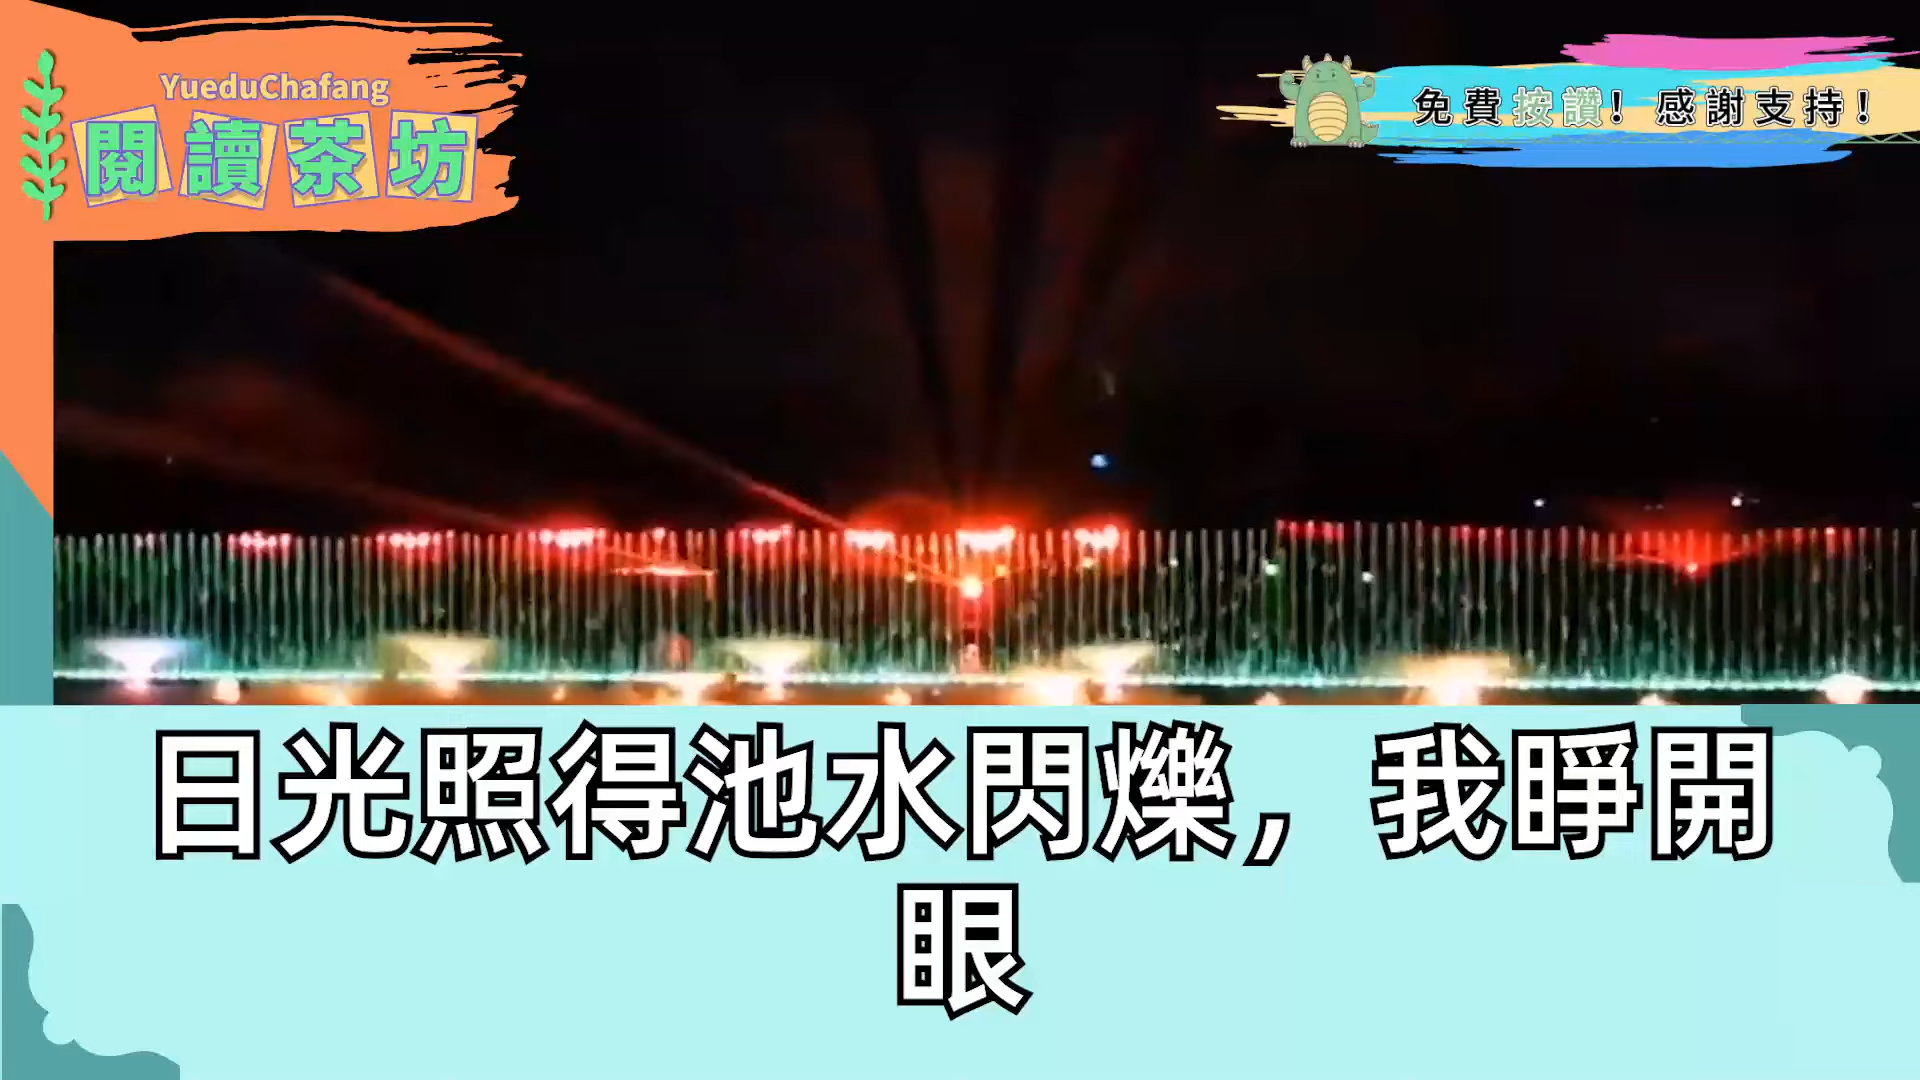 YueduChafang
閱讀茶坊
免費按讚！感謝支持！
日光照得池水閃爍，我睜開
眼